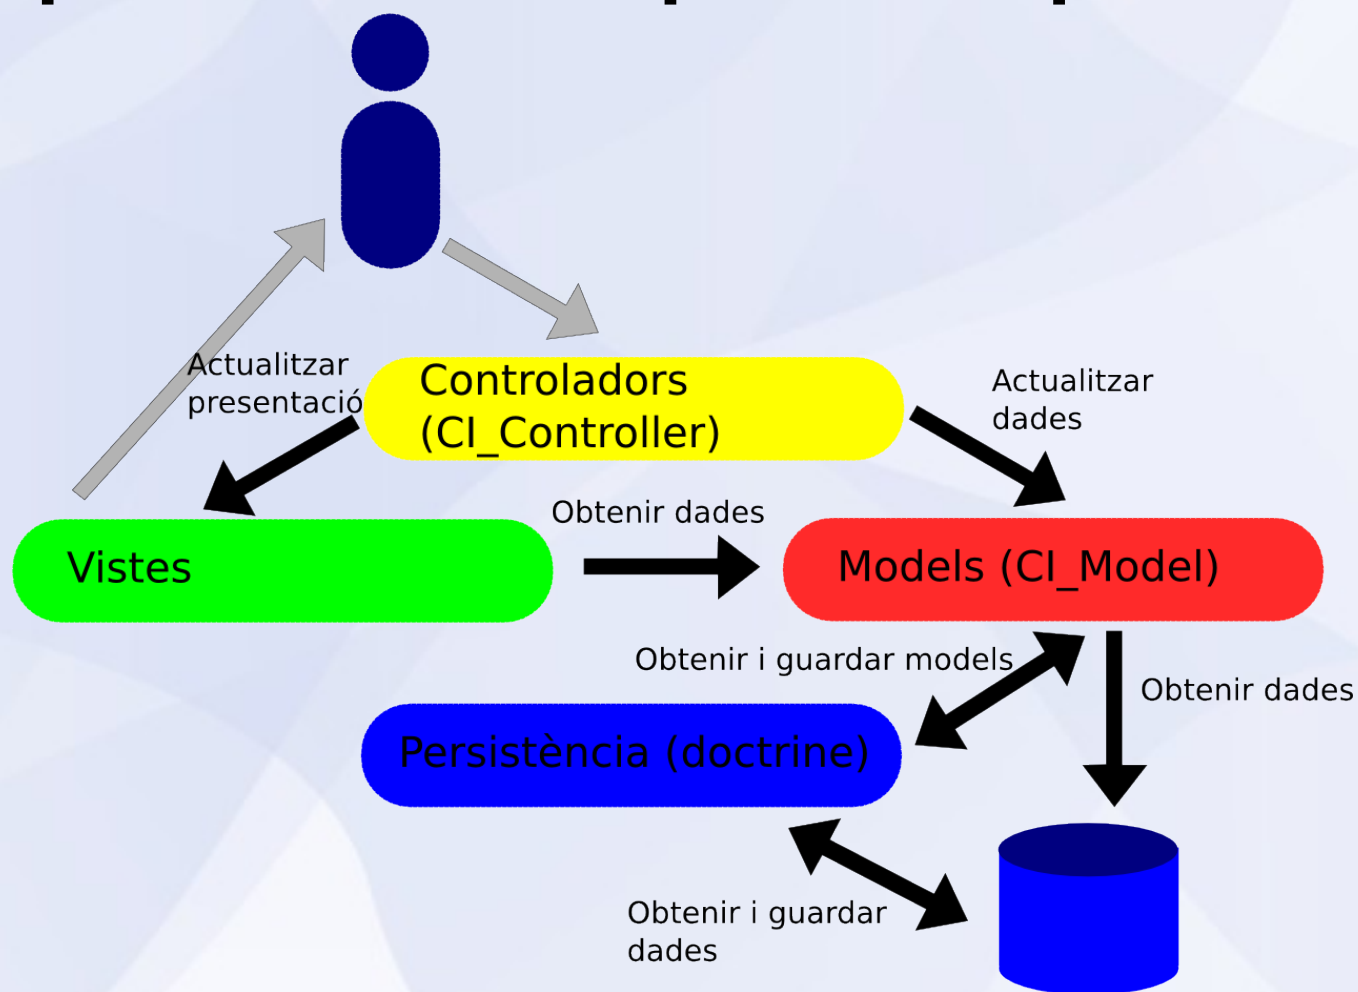 Actualitzar
presentació
Controladors
(CI_Controller)
Actualitzar
dades
Obtenir dades
Vistes
Models (CI_Model)
Obtenir i guardar models
Obtenir dades
Persistència (doctrine)
Obtenir i guardar
dades